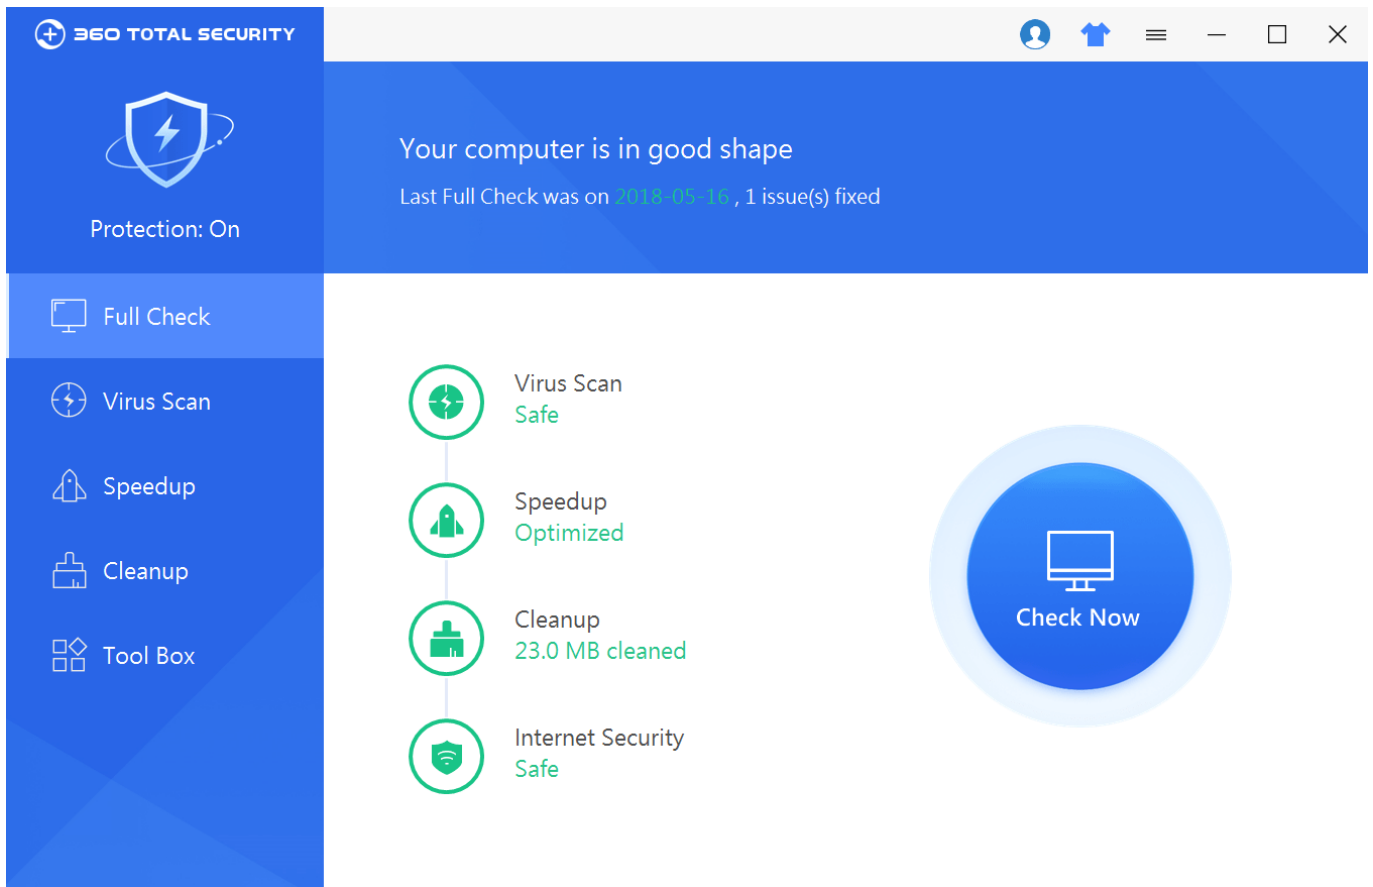 360 TOTAL SECURITY
Protection: On
Full Check
Virus Scan
Speedup
Cleanup
Tool Box
Your computer is in good shape
Last Full Check was on 2018-05-16 , 1 issue(s) fixed
Virus Scan
Safe
Speedup
Optimized
Cleanup
23.0 MB cleaned
Internet Security
Safe
Check Now